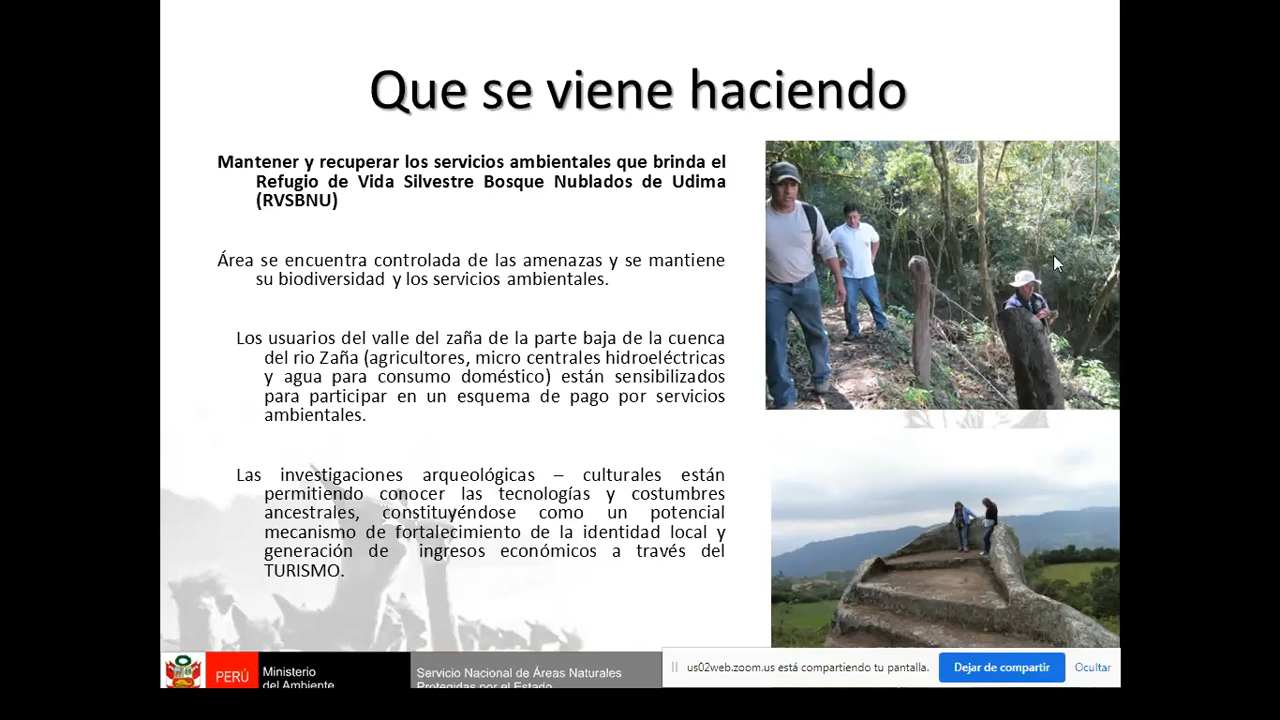 Que se viene haciendo
Mantener y recuperar los servicios ambientales que brinda el
Refugio de Vida Silvestre Bosque Nublados de Udima
(RVSBNU)
Área se encuentra controlada de las amenazas y se mantiene
su biodiversidad y los servicios ambientales.
Los usuarios del valle del zaña de la parte baja de la cuenca
del rio Zaña (agricultores, micro centrales hidroeléctricas
y agua para consumo doméstico) están sensibilizados
para participar en un esquema de pago por servicios
ambientales.
Las investigaciones arqueológicas – culturales están
permitiendo conocer las tecnologías y costumbres
ancestrales, constituyéndose como un potencial
mecanismo de fortalecimiento de la identidad local y
generación de ingresos económicos a través del
TURISMO.
PERÚ
Ministerio
del Ambiente
Servicio Nacional de Áreas Naturales
Protegidas por el Estado
us02web.zoom.us está compartiendo tu pantalla.
Dejar de compartir
Ocultar